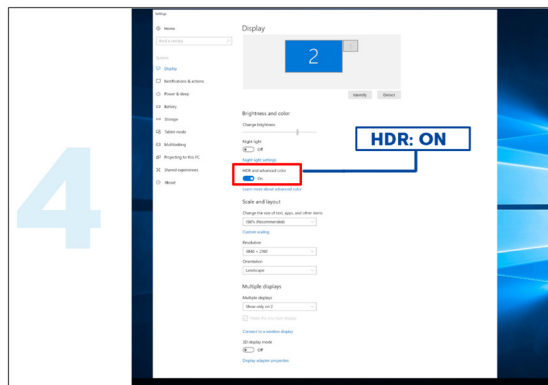 4
Settings
Home
Find a setting
System
Display
Notifications & actions
Power & sleep
Battery
Storage
Tablet mode
Multitasking
Projecting to this PC
Shared experiences
About
Display
2
1
Identify
Detect
Brightness and color
Change brightness
Night light
Off
Night light settings
HDR and advanced color
On
Learn more about advanced color
HDR: ON
Scale and layout
Change the size of text, apps, and other items
100% (Recommended)
Custom scaling
Resolution
3840 × 2160
Orientation
Landscape
Multiple displays
Multiple displays
Show only on 2
Connect to a wireless display
3D display mode
Off
Display adapter properties